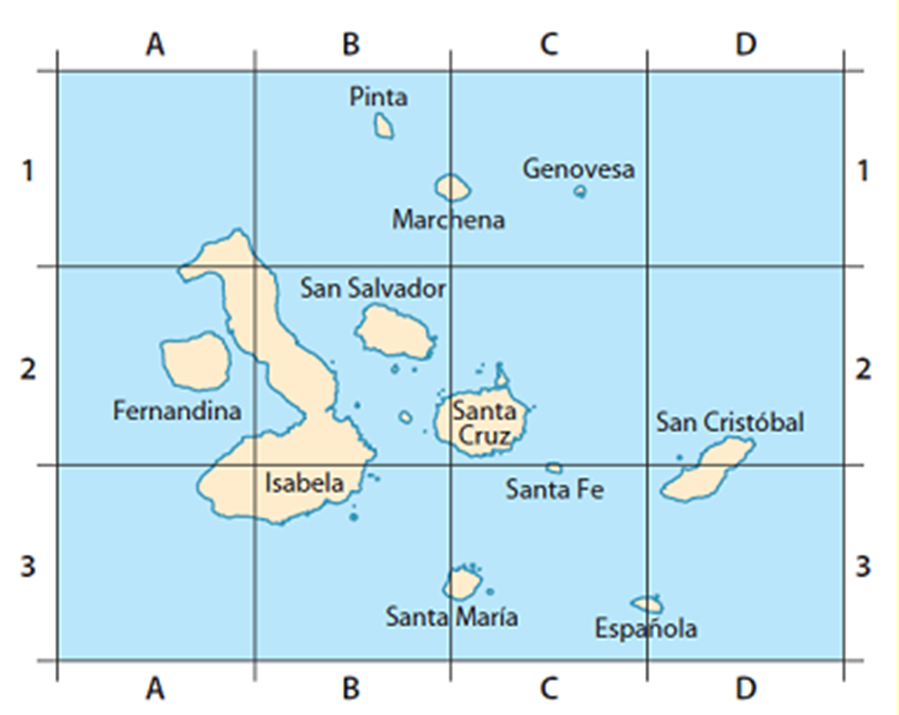 A B C D
Pinta
1 Genovesa 1
Marchena
San Salvador
2 2
Fernandina
Santa
Cruz
San Cristóbal
Isabela
Santa Fe
3 3
Santa María
Española
A B C D